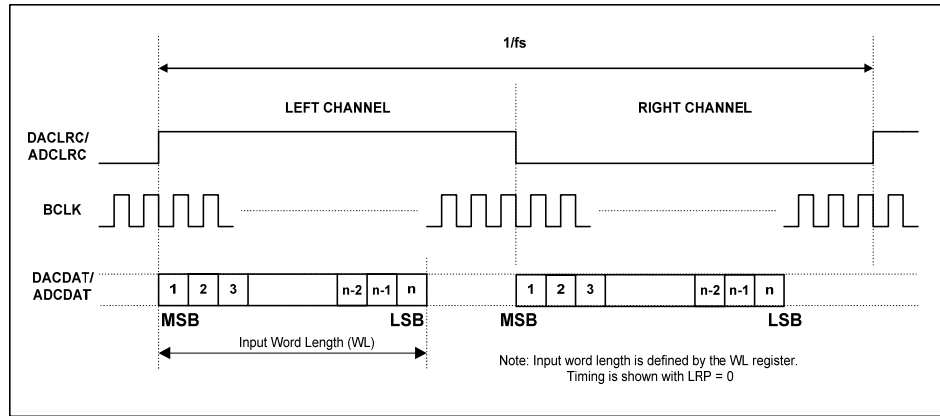 1/fs
LEFT CHANNEL
RIGHT CHANNEL
DACLRC/
ADCLRC
BCLK
DACDAT/
ADCDAT
1 2 3 n-2 n-1 n
1 2 3 n-2 n-1 n
MSB
LSB
MSB
LSB
Input Word Length (WL)
Note: Input word length is defined by the WL register.
Timing is shown with LRP = 0